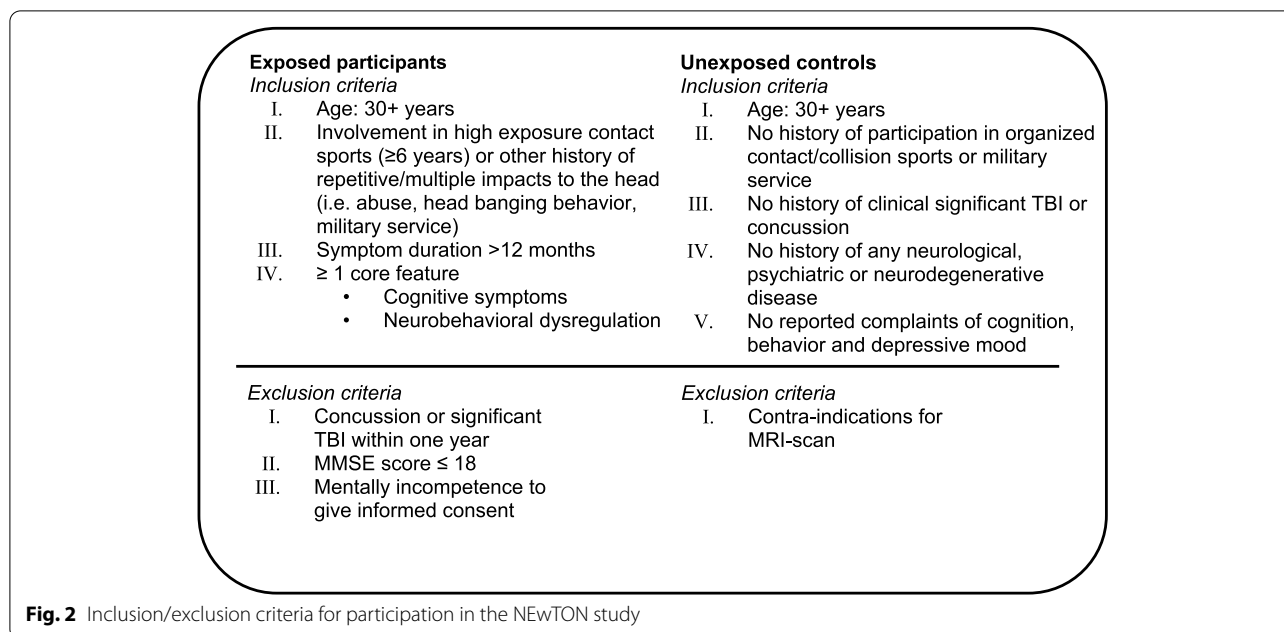 Exposed participants
Inclusion criteria
I. Age: 30+ years
II. Involvement in high exposure contact
sports (≥6 years) or other history of
repetitive/multiple impacts to the head
(i.e. abuse, head banging behavior,
military service)
III. Symptom duration >12 months
IV. ≥ 1 core feature
• Cognitive symptoms
• Neurobehavioral dysregulation
Unexposed controls
Inclusion criteria
I. Age: 30+ years
II. No history of participation in organized
contact/collision sports or military
service
III. No history of clinical significant TBI or
concussion
IV. No history of any neurological,
psychiatric or neurodegenerative
disease
V. No reported complaints of cognition,
behavior and depressive mood
Exclusion criteria
I. Concussion or significant
TBI within one year
II. MMSE score ≤ 18
III. Mentally incompetence to
give informed consent
Exclusion criteria
I. Contra-indications for
MRI-scan
Fig. 2 Inclusion/exclusion criteria for participation in the NEwTON study